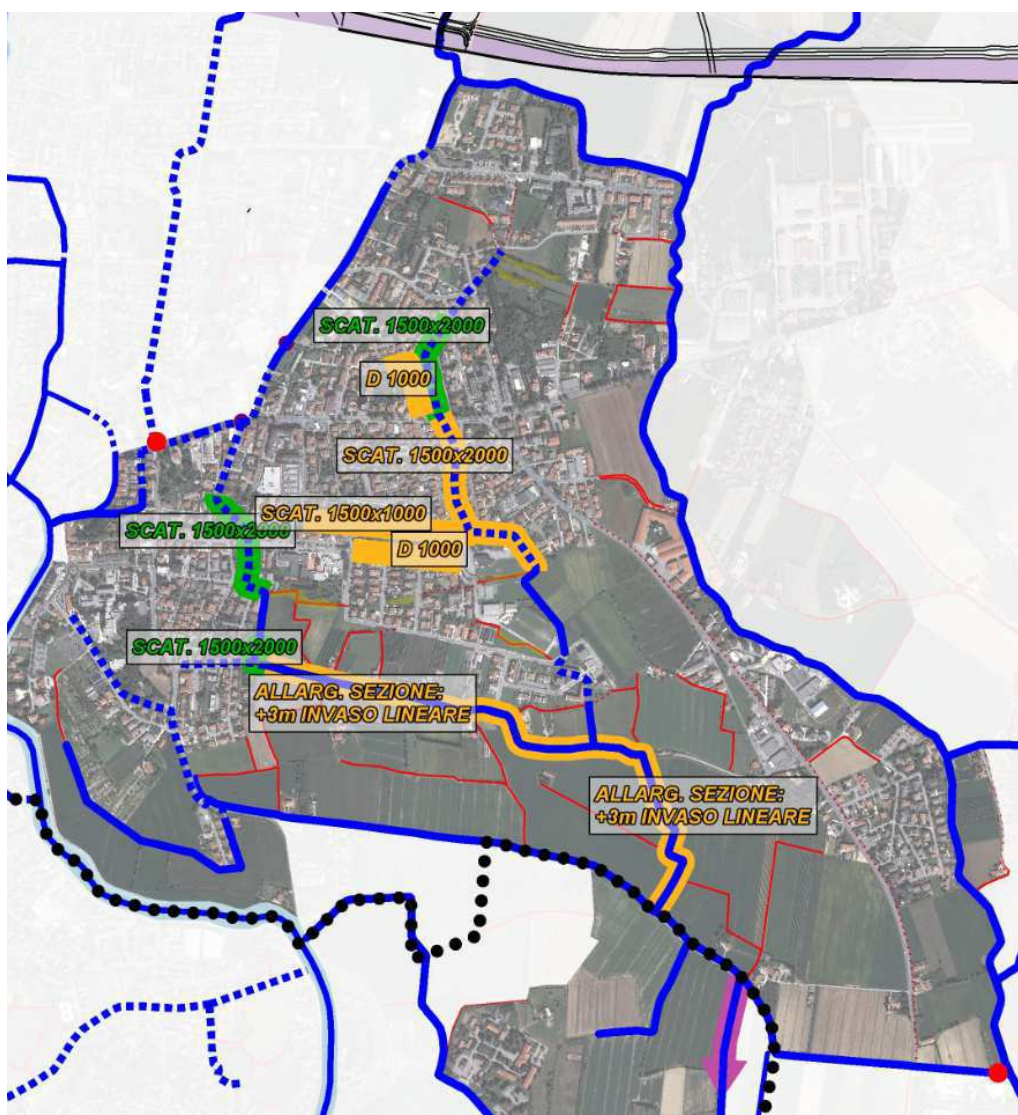 SCAT. 1500x2000
D 1000
SCAT. 1500x2000
SCAT. 1500x1000
SCAT. 1500x2000
D 1000
SCAT. 1500x2000
ALLARG. SEZIONE:
+3m INVASO LINEARE
ALLARG. SEZIONE:
+3m INVASO LINEARE